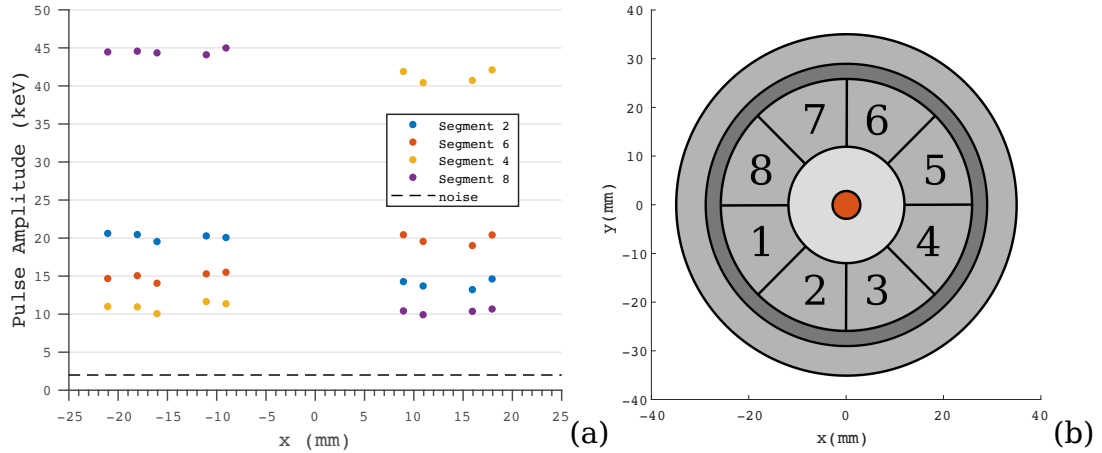 50
45
40
35
30
25
20
15
10
5
0
Pulse Amplitude (keV)
Segment 2
Segment 6
Segment 4
Segment 8
noise
-25 -20 -15 -10 -5 0 5 10 15 20 25
x (mm)
(a)
40
30
20
10
0
-10
-20
-30
-40
y(mm)
7 6
8 5
1 4
2 3
-40 -20 0 20 40
x(mm)
(b)